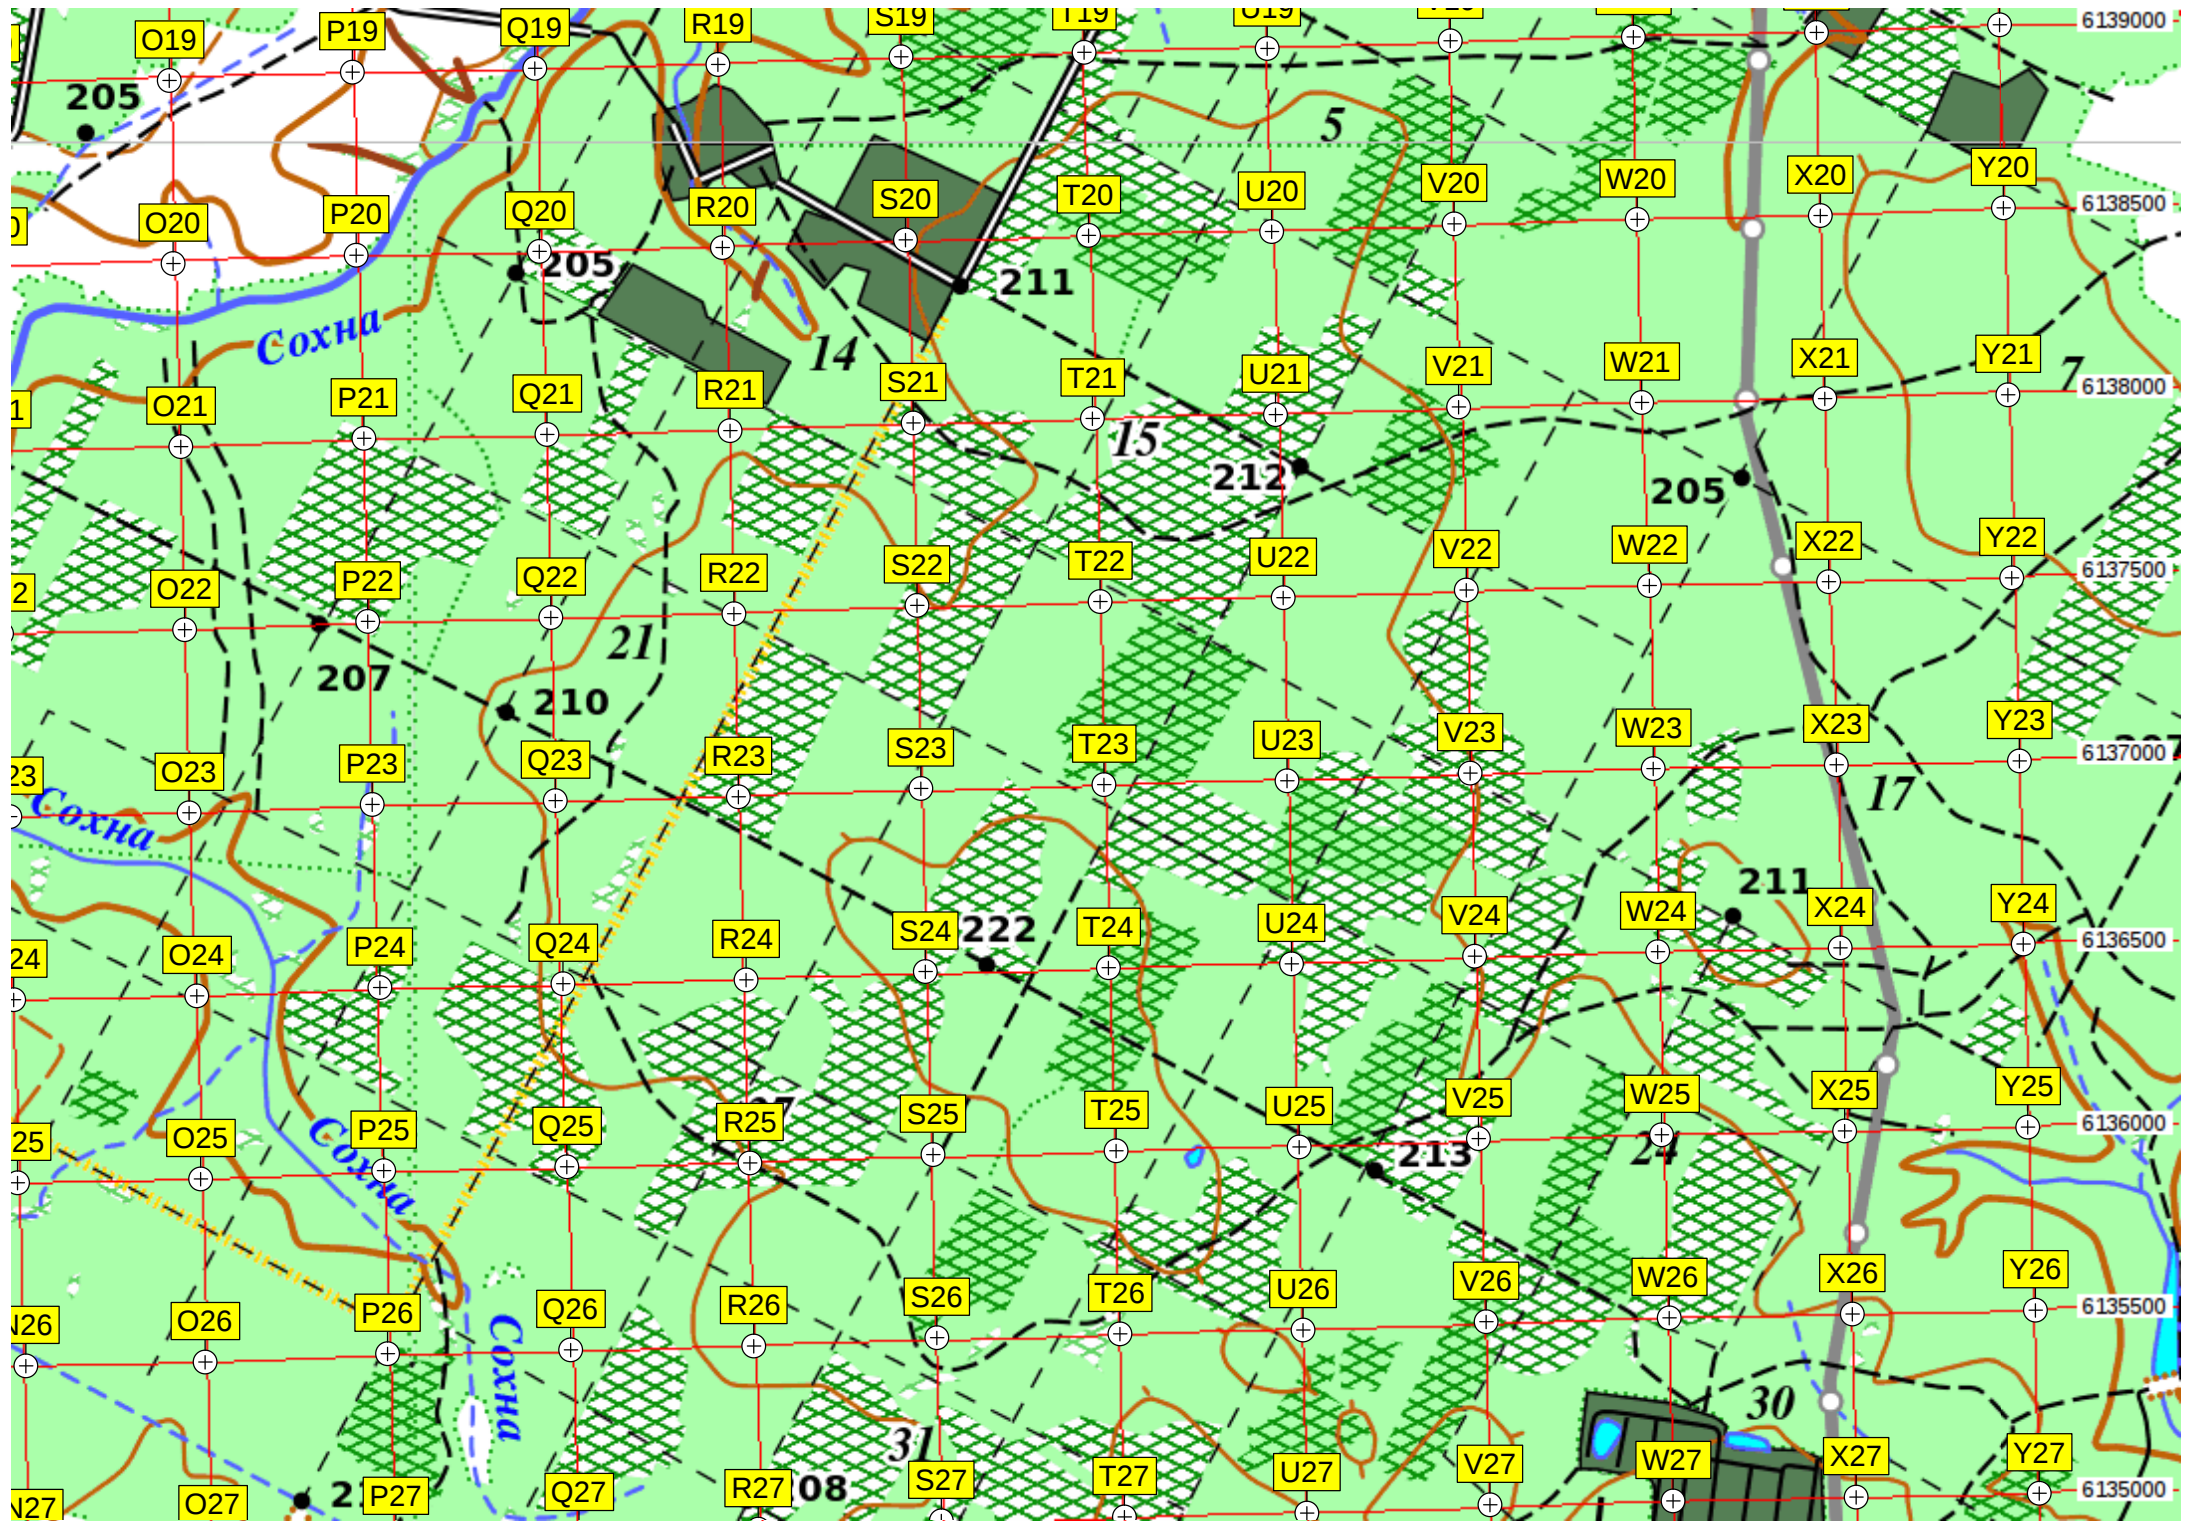 O19 P19 Q19 R19 S19 T19 U19 6139000
205 5
O20 P20 Q20 R20 S20 T20 U20 V20 W20 X20 Y20 6138500
205 211
Сохна 14
O21 P21 Q21 R21 S21 T21 U21 V21 W21 X21 Y21 7 6138000
15 212 205
O22 P22 Q22 R22 S22 T22 U22 V22 W22 X22 Y22 6137500
21
207 210
O23 P23 Q23 R23 S23 T23 U23 V23 W23 X23 Y23 6137000
Сохна 17
211
O24 P24 Q24 R24 S24 222 T24 U24 V24 W24 X24 Y24 6136500
O25 P25 Q25 R25 S25 T25 U25 V25 W25 X25 Y25 6136000
Сохна 213 24
N26 O26 P26 Q26 R26 S26 T26 U26 V26 W26 X26 Y26 6135500
Сохна
31 30
N27 O27 P27 Q27 R27 208 S27 T27 U27 V27 W27 X27 Y27 6135000